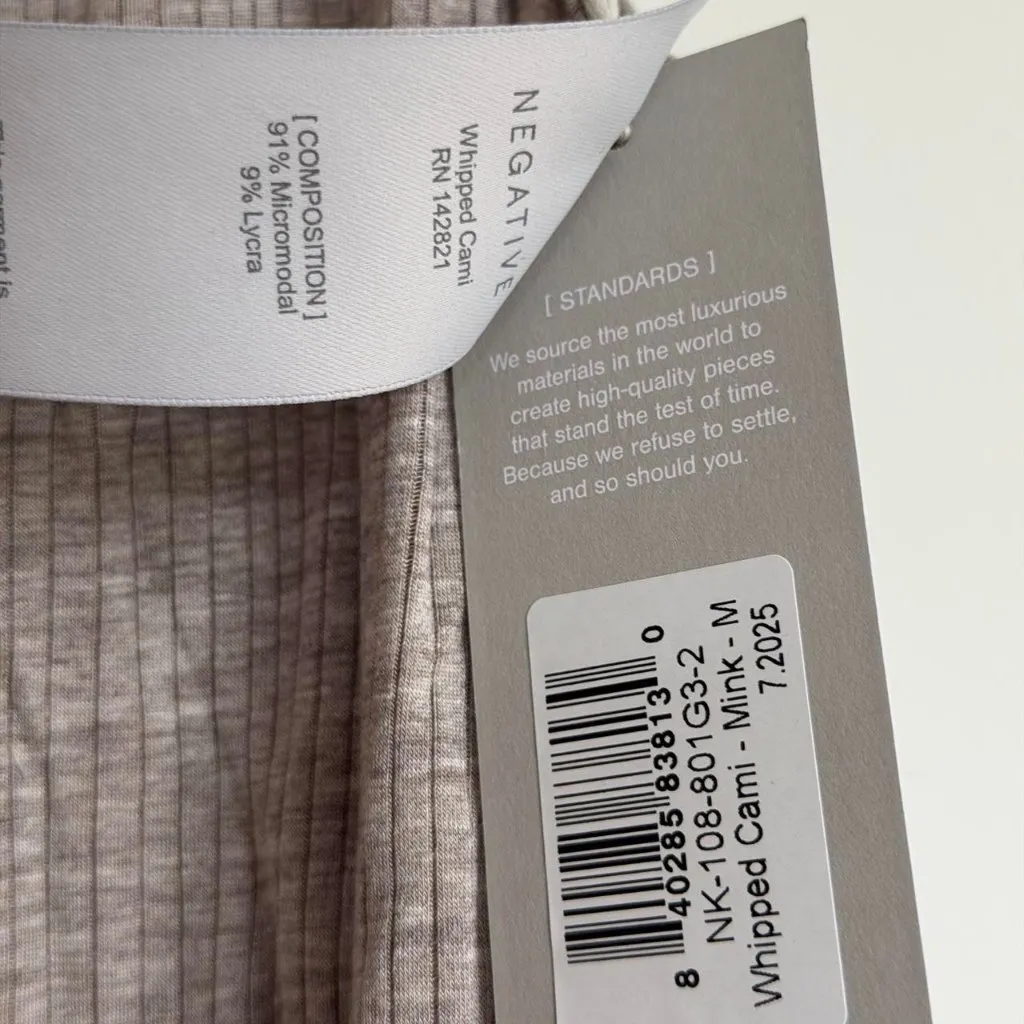 NEGATIVE
Whipped Cami
RN 142821
[ COMPOSITION ]
91% Micromodal
9% Lycra
[ STANDARDS ]
We source the most luxurious
materials in the world to
create high-quality pieces
that stand the test of time.
Because we refuse to settle,
and so should you.
8 40285 83813 0
NK-108-801G3-2
Whipped Cami - Mink - M
7.2025